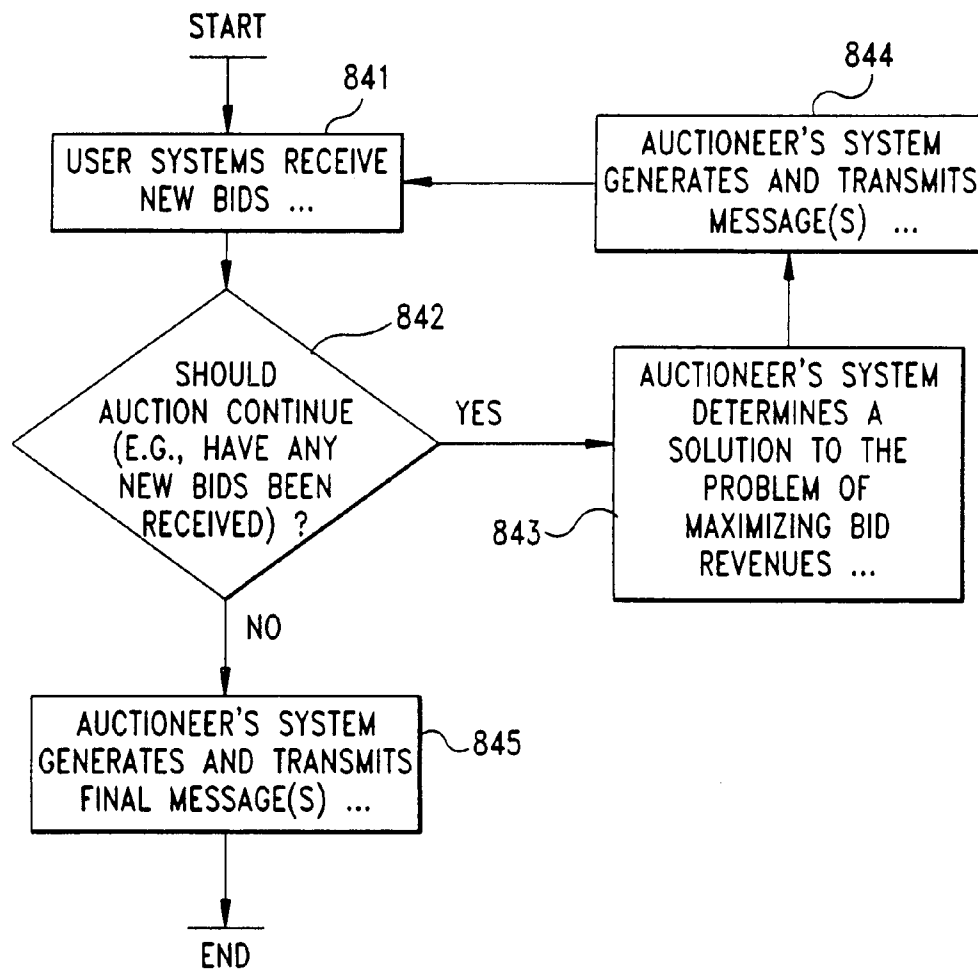 START
841
USER SYSTEMS RECEIVE
NEW BIDS ...
842
SHOULD
AUCTION CONTINUE
(E.G., HAVE ANY
NEW BIDS BEEN
RECEIVED) ?
YES
843
AUCTIONEER'S SYSTEM
DETERMINES A
SOLUTION TO THE
PROBLEM OF
MAXIMIZING BID
REVENUES ...
844
AUCTIONEER'S SYSTEM
GENERATES AND TRANSMITS
MESSAGE(S) ...
NO
AUCTIONEER'S SYSTEM
GENERATES AND TRANSMITS
FINAL MESSAGE(S) ...
845
END